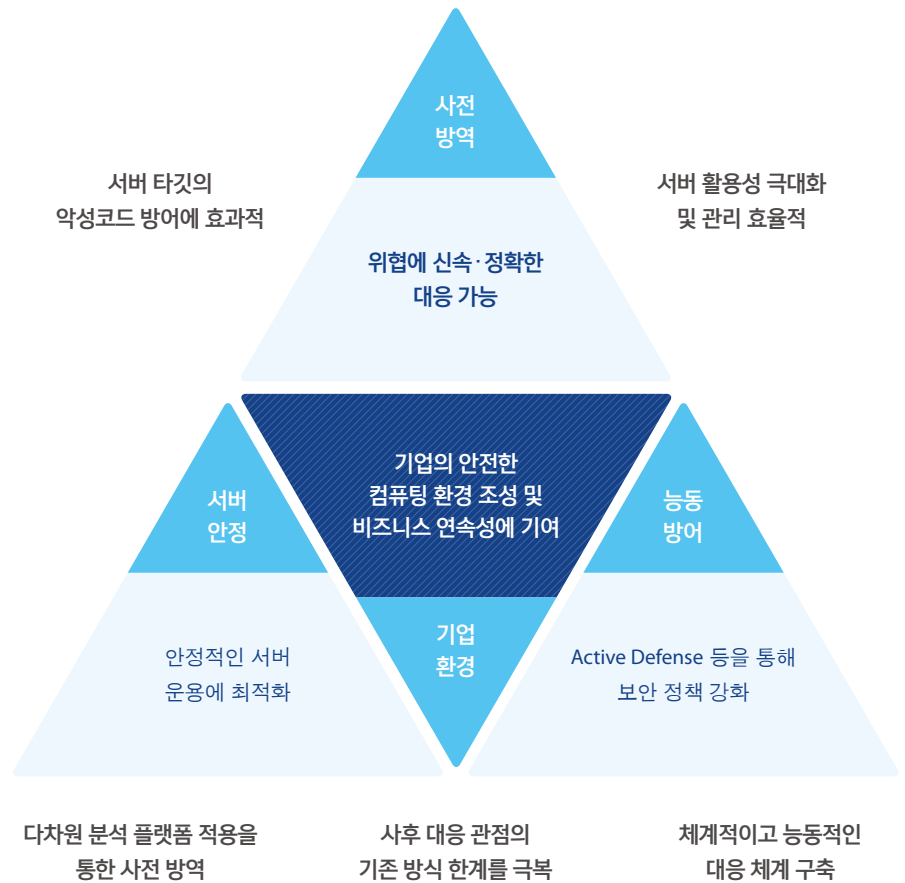 사전
방역
서버 타깃의
악성코드 방어에 효과적
서버 활용성 극대화
및 관리 효율적
위협에 신속·정확한
대응 가능
기업의 안전한
컴퓨팅 환경 조성 및
비즈니스 연속성에 기여
서버
안정
능동
방어
기업
환경
안정적인 서버
운용에 최적화
Active Defense 등을 통해
보안 정책 강화
다차원 분석 플랫폼 적용을
통한 사전 방역
사후 대응 관점의
기존 방식 한계를 극복
체계적이고 능동적인
대응 체계 구축